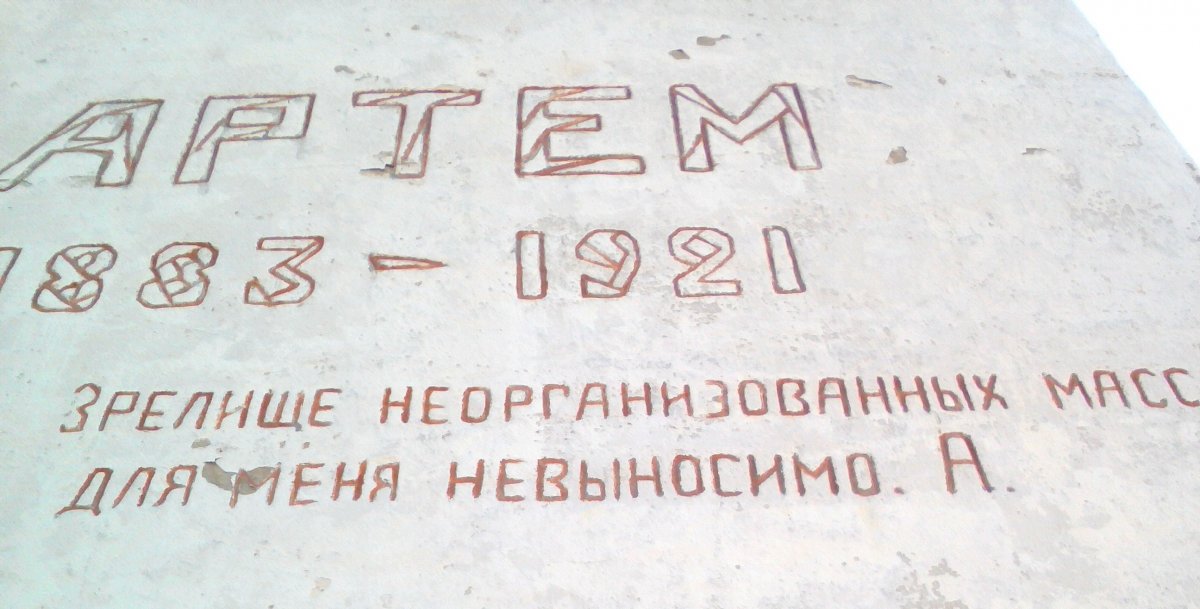 АРТЕМ
1883 - 1921
ЗРЕЛИЩЕ НЕОРГАНИЗОВАННЫХ МАСС
ДЛЯ МЕНЯ НЕВЫНОСИМО. А.